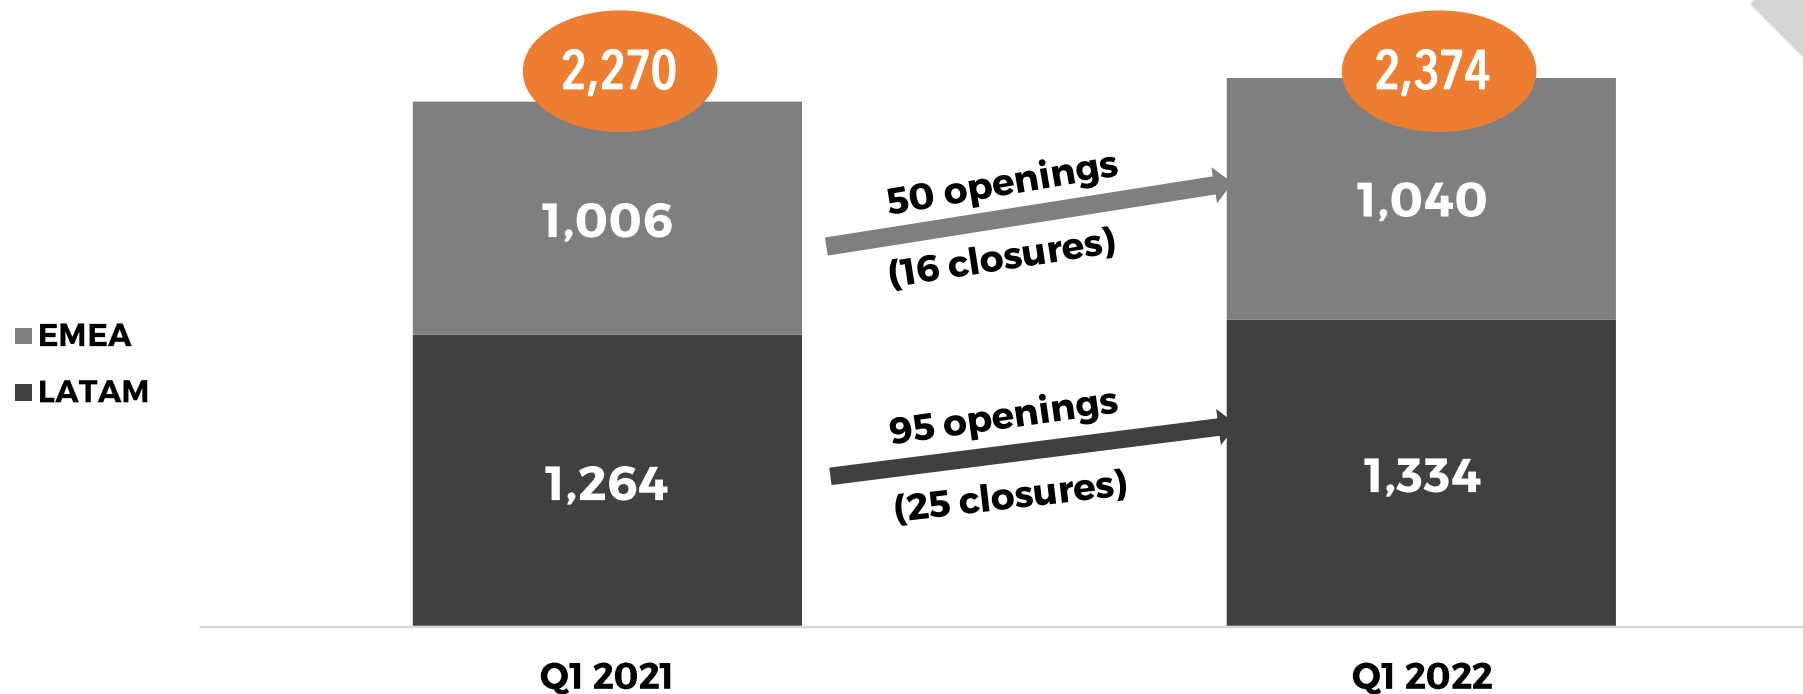 2,270
2,374
50 openings
1,006
1,040
(16 closures)
EMEA
LATAM
95 openings
1,264
1,334
(25 closures)
Q1 2021
Q1 2022